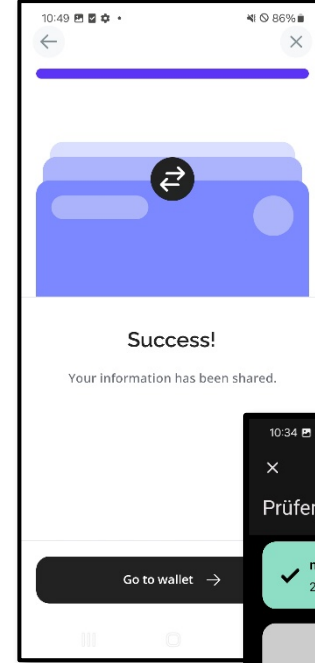 10:49
86%
Success!
Your information has been shared.
Go to wallet →
10:34
Prüfer